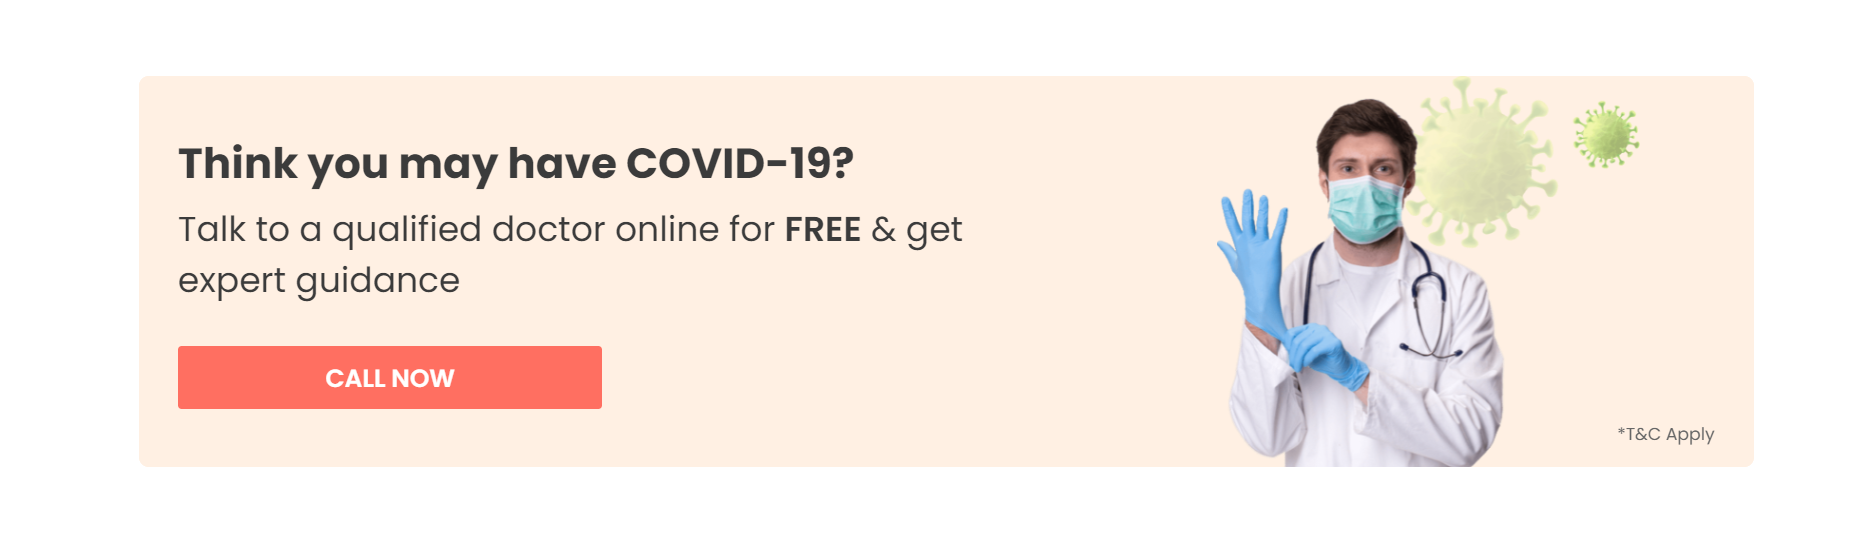 Think you may have COVID-19?
Talk to a qualified doctor online for FREE & get
expert guidance
CALL NOW
*T&C Apply